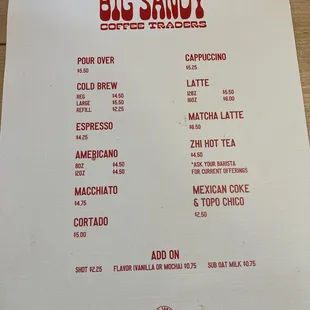 BIG SANDY
COFFEE TRADERS
POUR OVER
$5.50
COLD BREW
REG $4.50
LARGE $5.50
REFILL $2.25
ESPRESSO
$4.25
AMERICANO
8OZ $4.50
12OZ $4.50
MACCHIATO
$4.75
CORTADO
$5.00
CAPPUCCINO
$5.25
LATTE
12OZ $5.50
16OZ $6.00
MATCHA LATTE
$6.50
ZHI HOT TEA
$4.50
*ASK YOUR BARISTA
FOR CURRENT OFFERINGS
MEXICAN COKE
& TOPO CHICO
$2.50
ADD ON
SHOT $2.25 FLAVOR (VANILLA OR MOCHA) $0.75 SUB OAT MILK $0.75